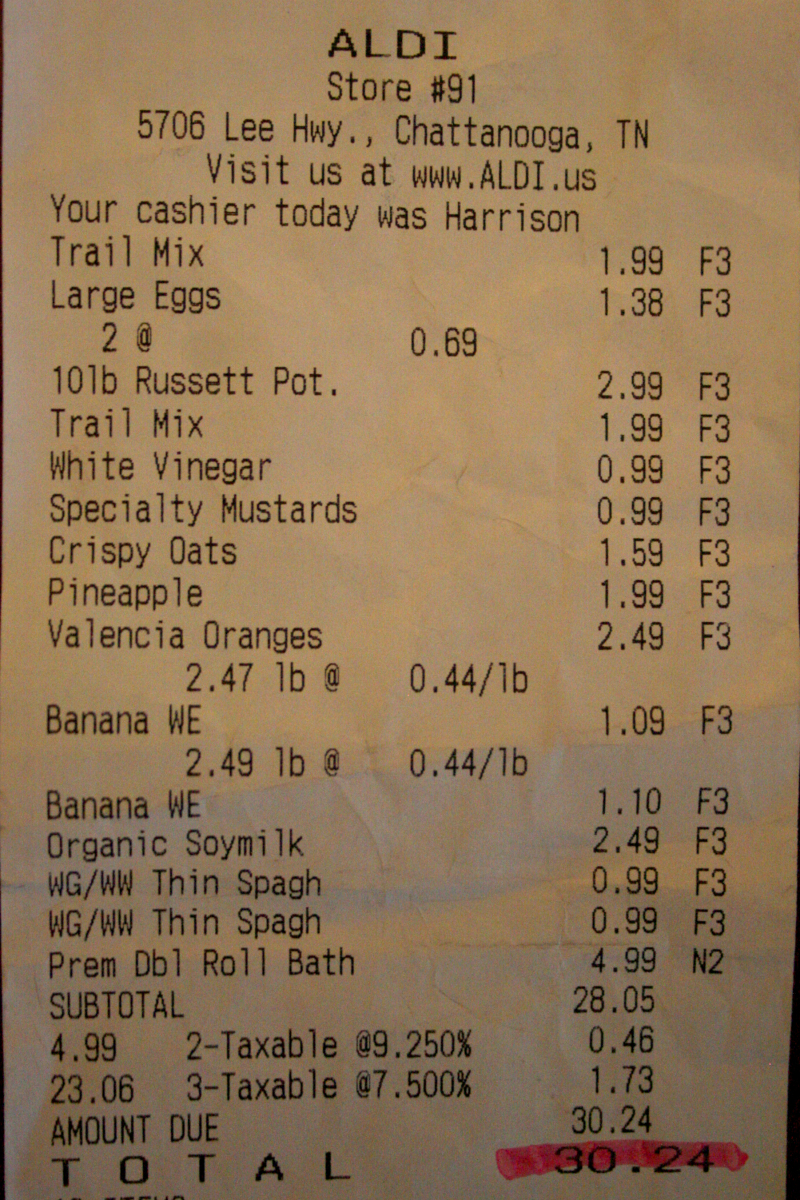 ALDI
Store #91
5706 Lee Hwy., Chattanooga, TN
Visit us at www.ALDI.us
Your cashier today was Harrison
Trail Mix 1.99 F3
Large Eggs 1.38 F3
2 @ 0.69
10lb Russett Pot. 2.99 F3
Trail Mix 1.99 F3
White Vinegar 0.99 F3
Specialty Mustards 0.99 F3
Crispy Oats 1.59 F3
Pineapple 1.99 F3
Valencia Oranges 2.49 F3
2.47 lb @ 0.44/lb
Banana WE 1.09 F3
2.49 lb @ 0.44/lb
Banana WE 1.10 F3
Organic Soymilk 2.49 F3
WG/WW Thin Spagh 0.99 F3
WG/WW Thin Spagh 0.99 F3
Prem Dbl Roll Bath 4.99 N2
SUBTOTAL 28.05
4.99 2-Taxable @9.250% 0.46
23.06 3-Taxable @7.500% 1.73
AMOUNT DUE 30.24
T O T A L 30.24